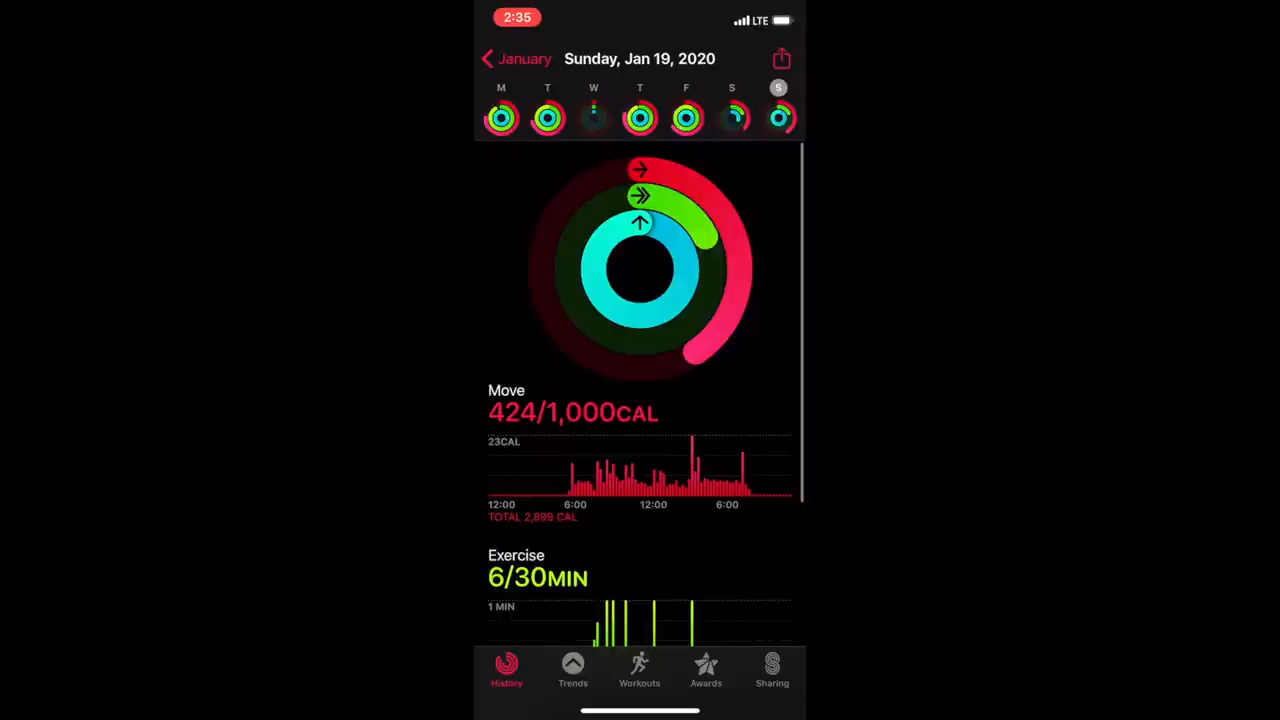 2:35 LTE
January Sunday, Jan 19, 2020
M T W T F S S
Move
424/1,000CAL
23CAL
12:00 6:00 12:00 6:00
TOTAL 2,899 CAL
Exercise
6/30MIN
1 MIN
History Trends Workouts Awards Sharing